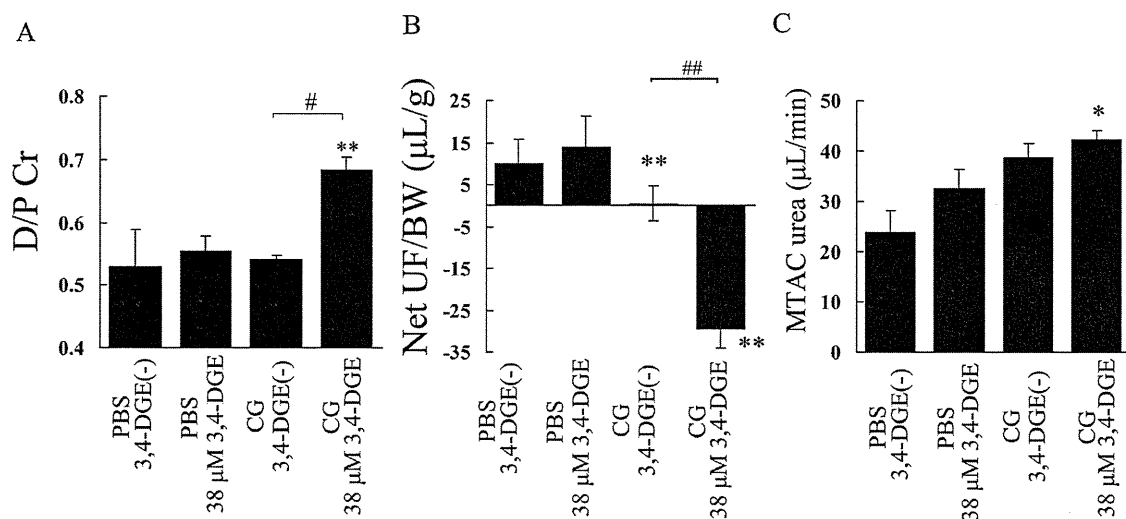 A
D/P Cr
0.8
0.7
0.6
0.5
0.4
#
**
PBS
3,4-DGE(-)
PBS
38 μM 3,4-DGE
CG
3,4-DGE(-)
CG
38 μM 3,4-DGE
B
Net UF/BW (μL/g)
25
15
5
-5
-15
-25
-35
##
**
**
PBS
3,4-DGE(-)
PBS
38 μM 3,4-DGE
CG
3,4-DGE(-)
CG
38 μM 3,4-DGE
C
MTAC urea (μL/min)
50
40
30
20
10
0
*
PBS
3,4-DGE(-)
PBS
38 μM 3,4-DGE
CG
3,4-DGE(-)
CG
38 μM 3,4-DGE